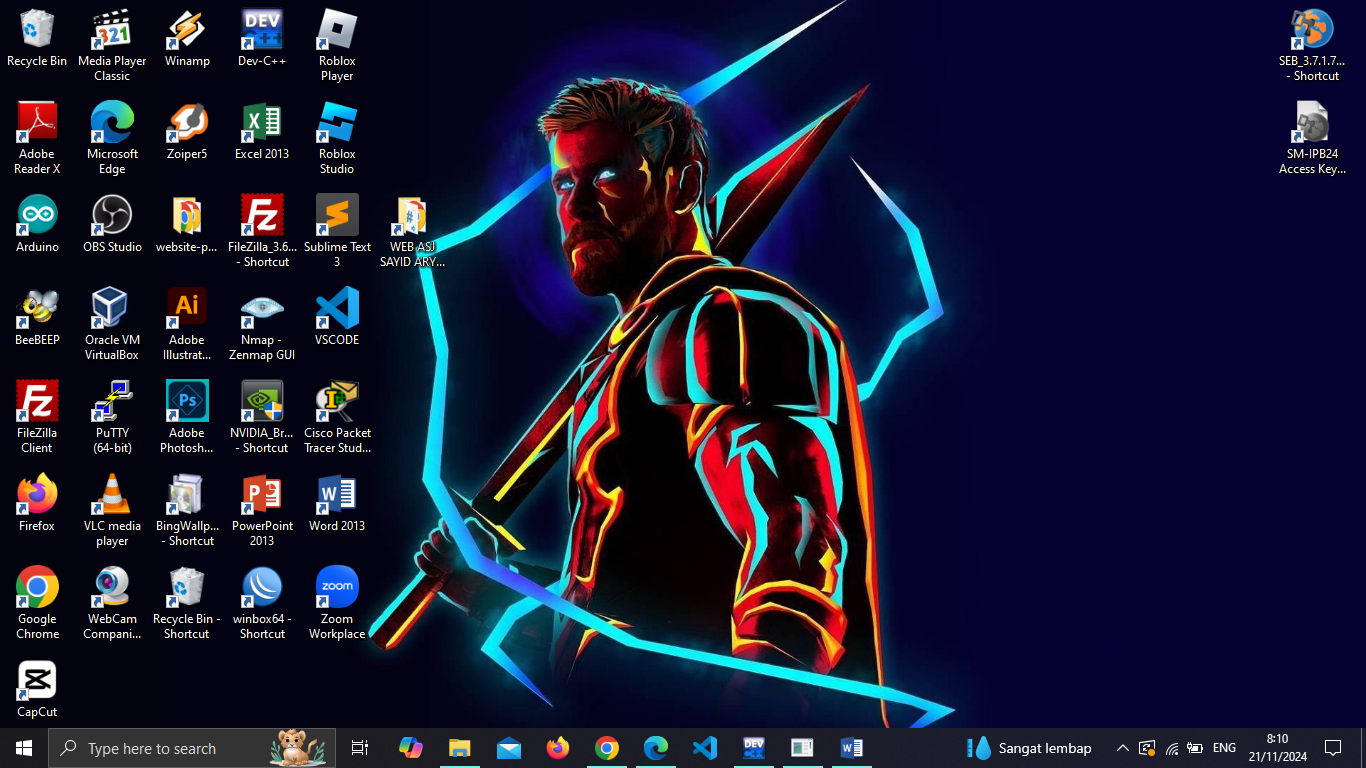 Recycle Bin
Media Player
Classic
Winamp
Dev-C++
Roblox
Player
SEB_3.7.1.7...
- Shortcut
Adobe
Reader X
Microsoft
Edge
Zoiper5
Excel 2013
Roblox
Studio
SM-IPB24
Access Key...
Arduino
OBS Studio
website-p...
FileZilla_3.6...
- Shortcut
Sublime Text
3
WEB ASJ
SAYID ARY...
BeeBEEP
Oracle VM
VirtualBox
Adobe
Illustrat...
Nmap -
Zenmap GUI
VSCODE
FileZilla
Client
PuTTY
(64-bit)
Adobe
Photosh...
NVIDIA_Br...
- Shortcut
Cisco Packet
Tracer Stud...
Firefox
VLC media
player
BingWallp...
- Shortcut
PowerPoint
2013
Word 2013
Google
Chrome
WebCam
Compani...
Recycle Bin -
Shortcut
winbox64 -
Shortcut
zoom
Zoom
Workplace
CapCut
Type here to search
Sangat lembap
ENG
8:10
21/11/2024